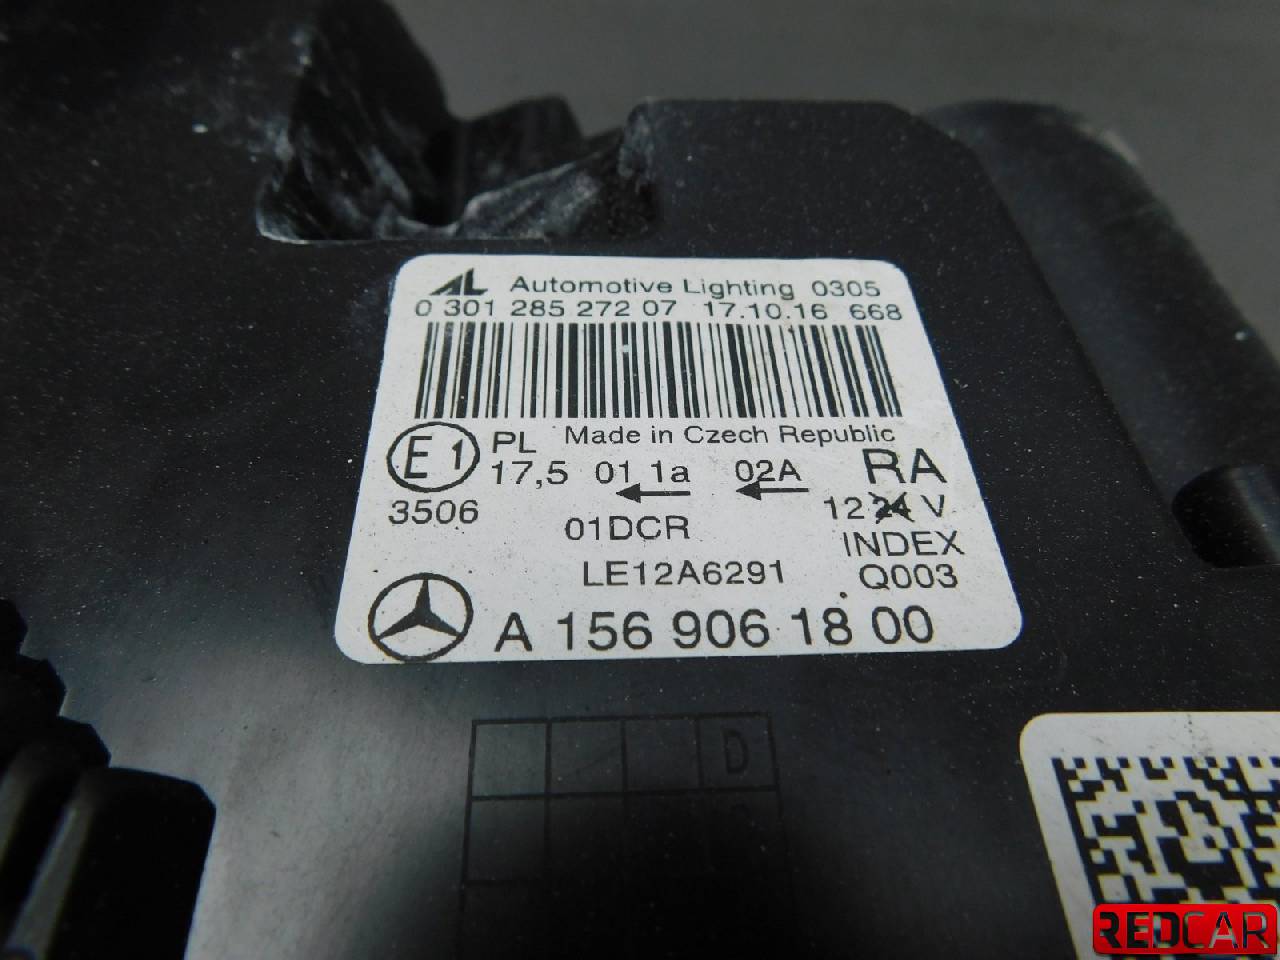 AL Automotive Lighting 0305
0 301 285 272 07 17.10.16 668
Made in Czech Republic
E1 PL 17,5 01 1a 02A RA
3506 01DCR 12 24 V
INDEX
LE12A6291 Q003
A 156 906 18 00
D
REDCAR